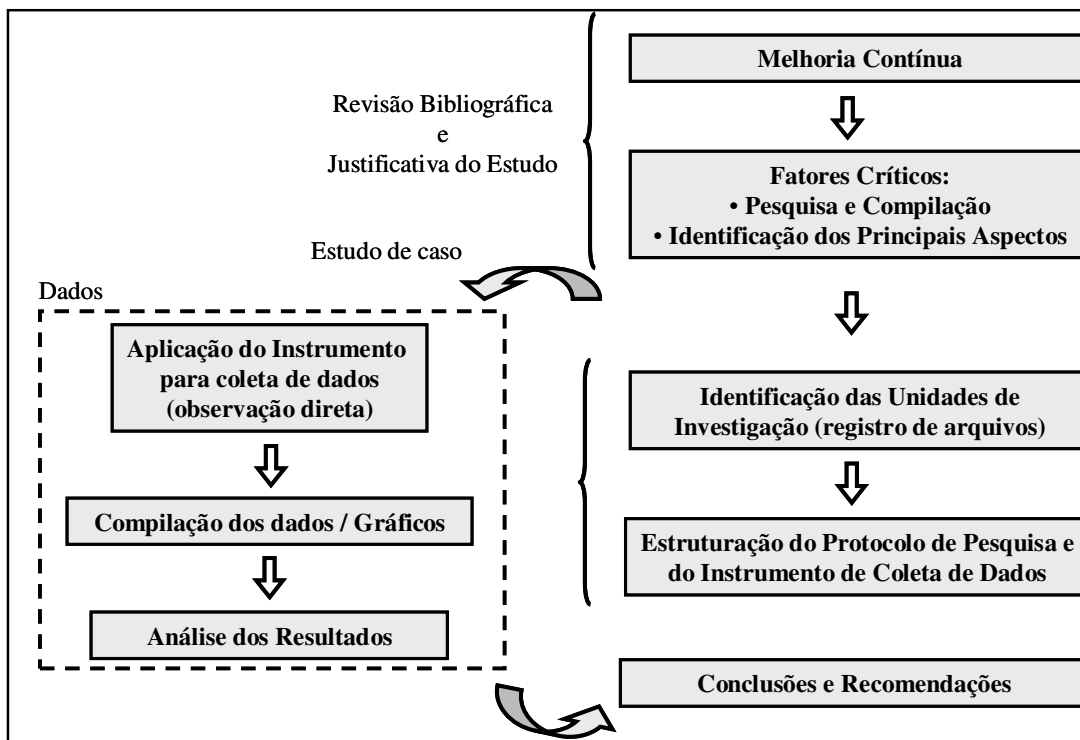 Melhoria Contínua
Revisão Bibliográfica
e
Justificativa do Estudo
Fatores Críticos:
• Pesquisa e Compilação
• Identificação dos Principais Aspectos
Estudo de caso
Dados
Aplicação do Instrumento
para coleta de dados
(observação direta)
Compilação dos dados / Gráficos
Análise dos Resultados
Identificação das Unidades de
Investigação (registro de arquivos)
Estruturação do Protocolo de Pesquisa e
do Instrumento de Coleta de Dados
Conclusões e Recomendações